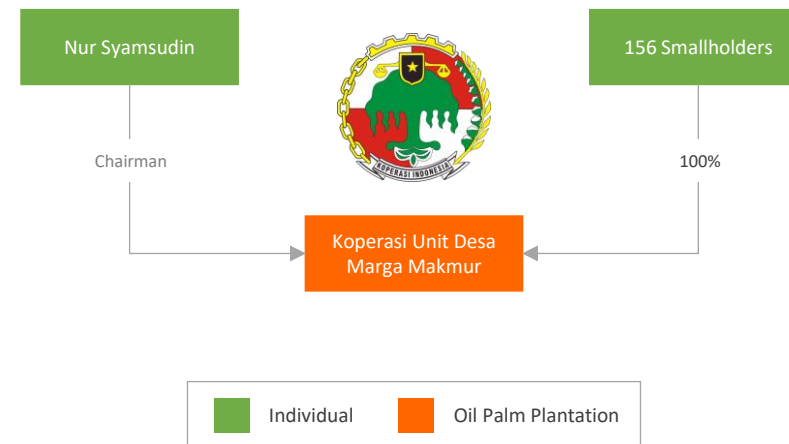 Nur Syamsudin
156 Smallholders
KOPERASI INDONESIA
Chairman
100%
Koperasi Unit Desa
Marga Makmur
Individual
Oil Palm Plantation